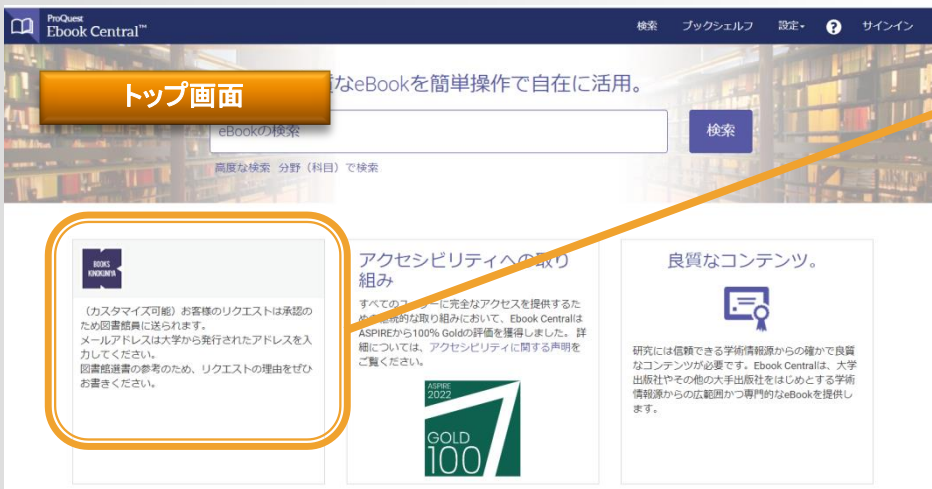 ProQuest
Ebook Central™
検索 ブックシェルフ 設定 ? サインイン
トップ画面
なeBookを簡単操作で自在に活用。
eBookの検索
検索
高度な検索 分野（科目）で検索
BOOKS
KINOKUNIYA
（カスタマイズ可能）お客様のリクエストは承認の
ため図書館員に送られます。
メールアドレスは大学から発行されたアドレスを入
力してください。
図書館選書の参考のため、リクエストの理由をぜひ
お書きください。
アクセシビリティへの取り
組み
すべてのユーザーに完全なアクセスを提供するた
めの継続的な取り組みにおいて、Ebook Centralは
ASPIREから100% Goldの評価を獲得しました。 詳
細については、アクセシビリティに関する声明を
ご覧ください。
ASPIRE
2022
GOLD
100
良質なコンテンツ。
研究には信頼できる学術情報源からの確かで良質
なコンテンツが必要です。Ebook Centralは、大学
出版社やその他の大手出版社をはじめとする学術
情報源からの広範囲かつ専門的なeBookを提供し
ます。